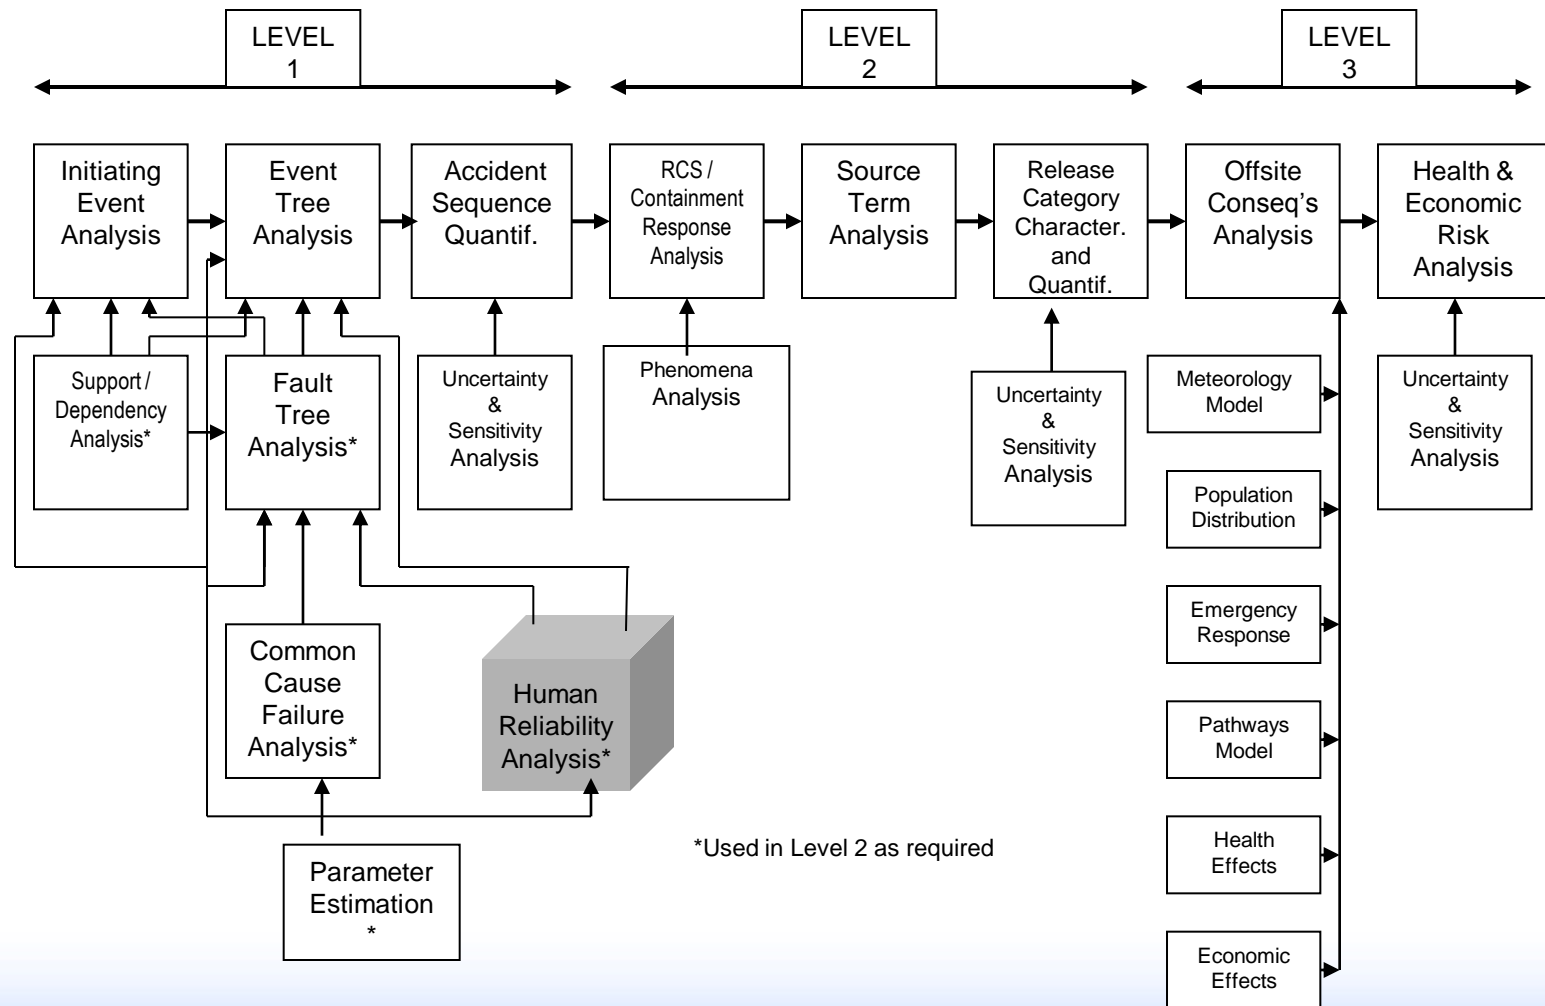 LEVEL
1
LEVEL
2
LEVEL
3
Initiating
Event
Analysis
Event
Tree
Analysis
Accident
Sequence
Quantif.
RCS /
Containment
Response
Analysis
Source
Term
Analysis
Release
Category
Character.
and
Quantif.
Offsite
Conseq's
Analysis
Health &
Economic
Risk
Analysis
Support /
Dependency
Analysis*
Fault
Tree
Analysis*
Uncertainty
&
Sensitivity
Analysis
Phenomena
Analysis
Uncertainty
&
Sensitivity
Analysis
Meteorology
Model
Uncertainty
&
Sensitivity
Analysis
Population
Distribution
Emergency
Response
Common
Cause
Failure
Analysis*
Human
Reliability
Analysis*
Pathways
Model
*Used in Level 2 as required
Parameter
Estimation
*
Health
Effects
Economic
Effects